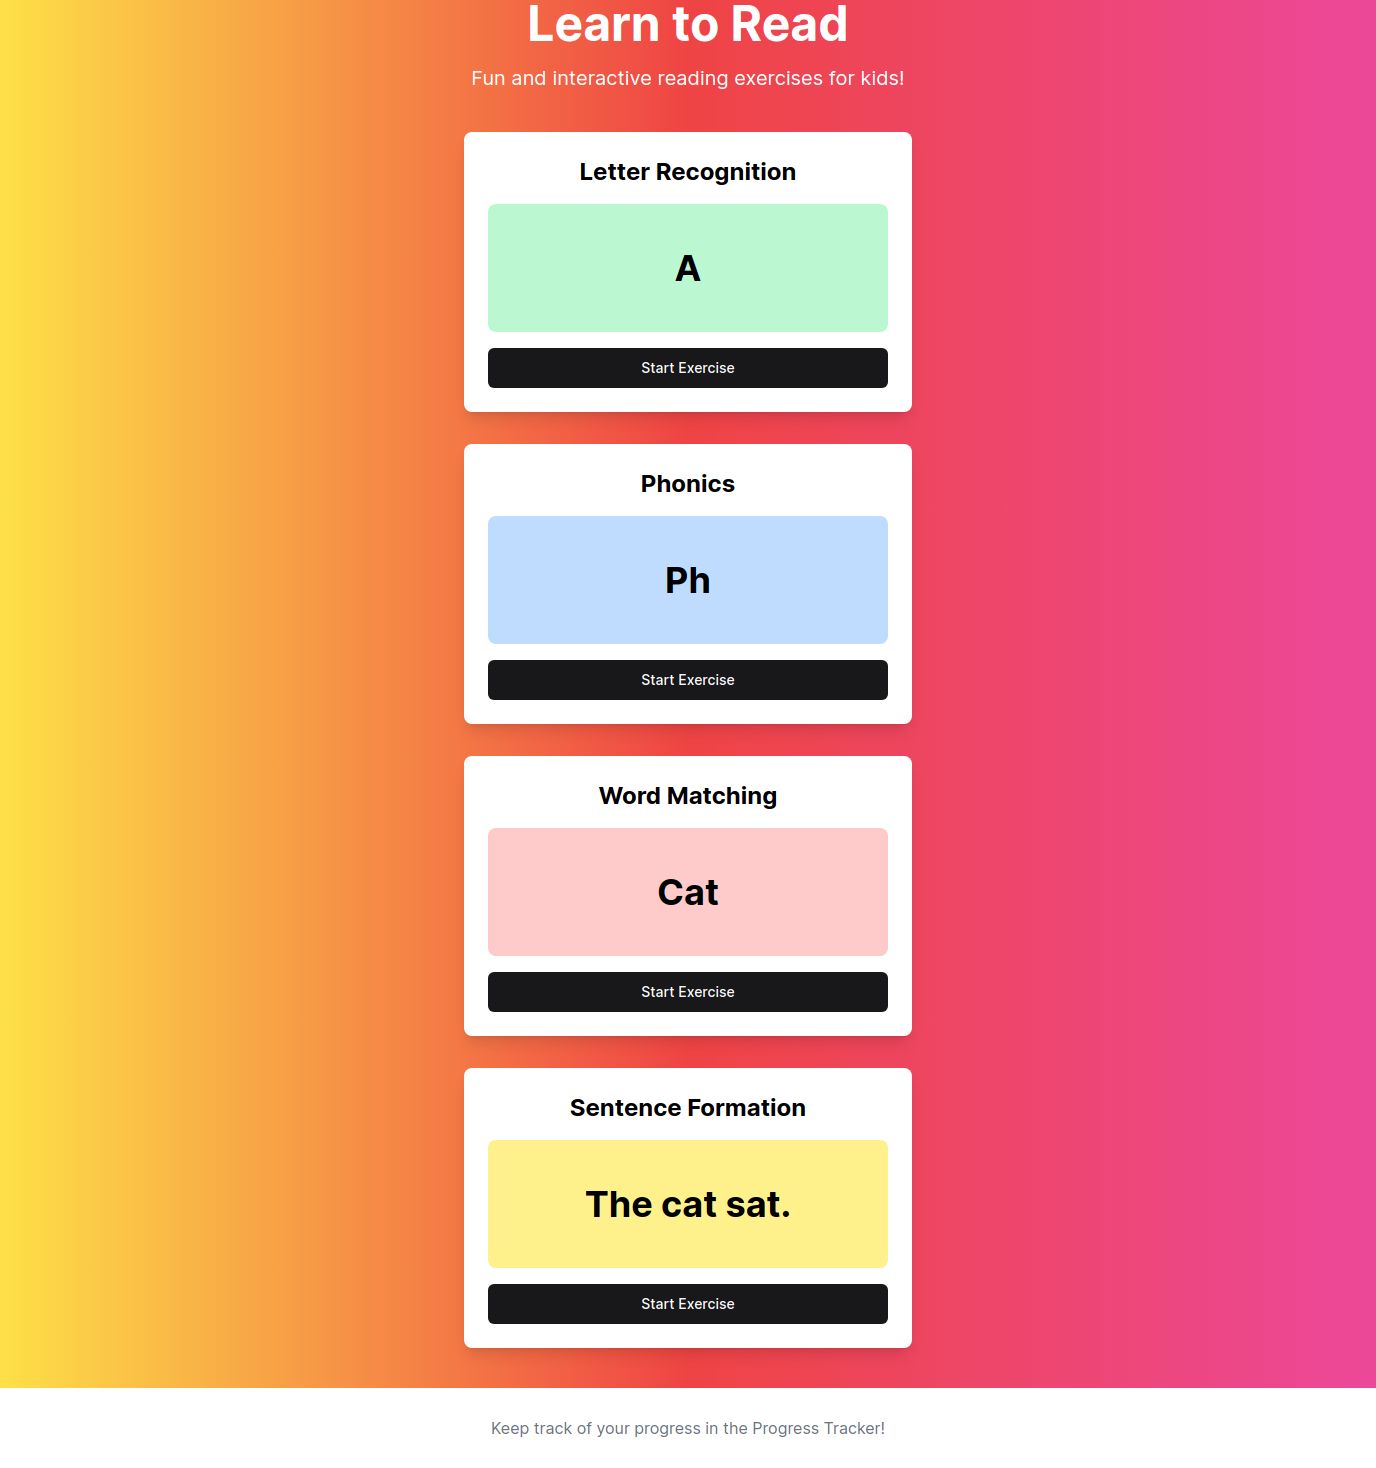 Learn to Read
Fun and interactive reading exercises for kids!
Letter Recognition
A
Start Exercise
Phonics
Ph
Start Exercise
Word Matching
Cat
Start Exercise
Sentence Formation
The cat sat.
Start Exercise
Keep track of your progress in the Progress Tracker!